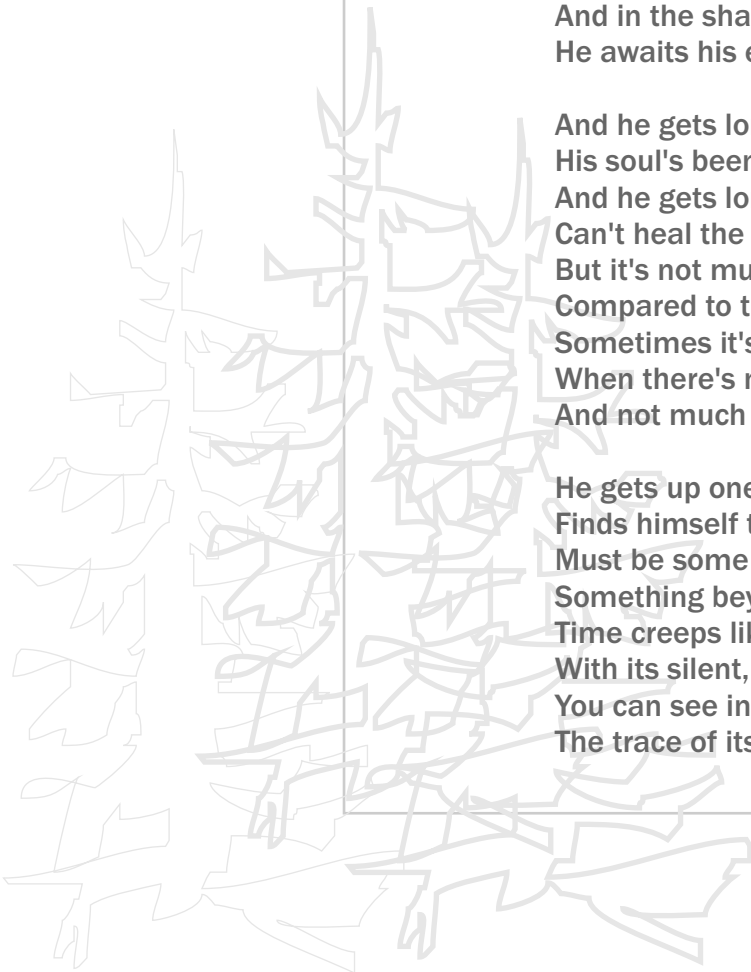 And in the sha
He awaits his e
And he gets lo
His soul's been
And he gets lo
Can't heal the
But it's not mu
Compared to t
Sometimes it's
When there's n
And not much
He gets up one
Finds himself t
Must be some
Something bey
Time creeps lik
With its silent,
You can see in
The trace of its